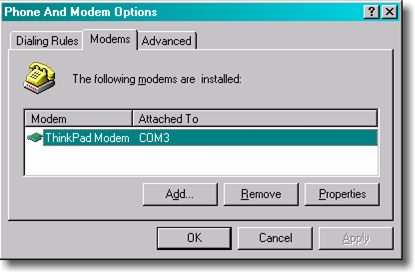 Phone And Modem Options
Dialing Rules Modems Advanced
The following modems are installed:
Modem Attached To
ThinkPad Modem COM3
Add... Remove Properties
OK Cancel Apply